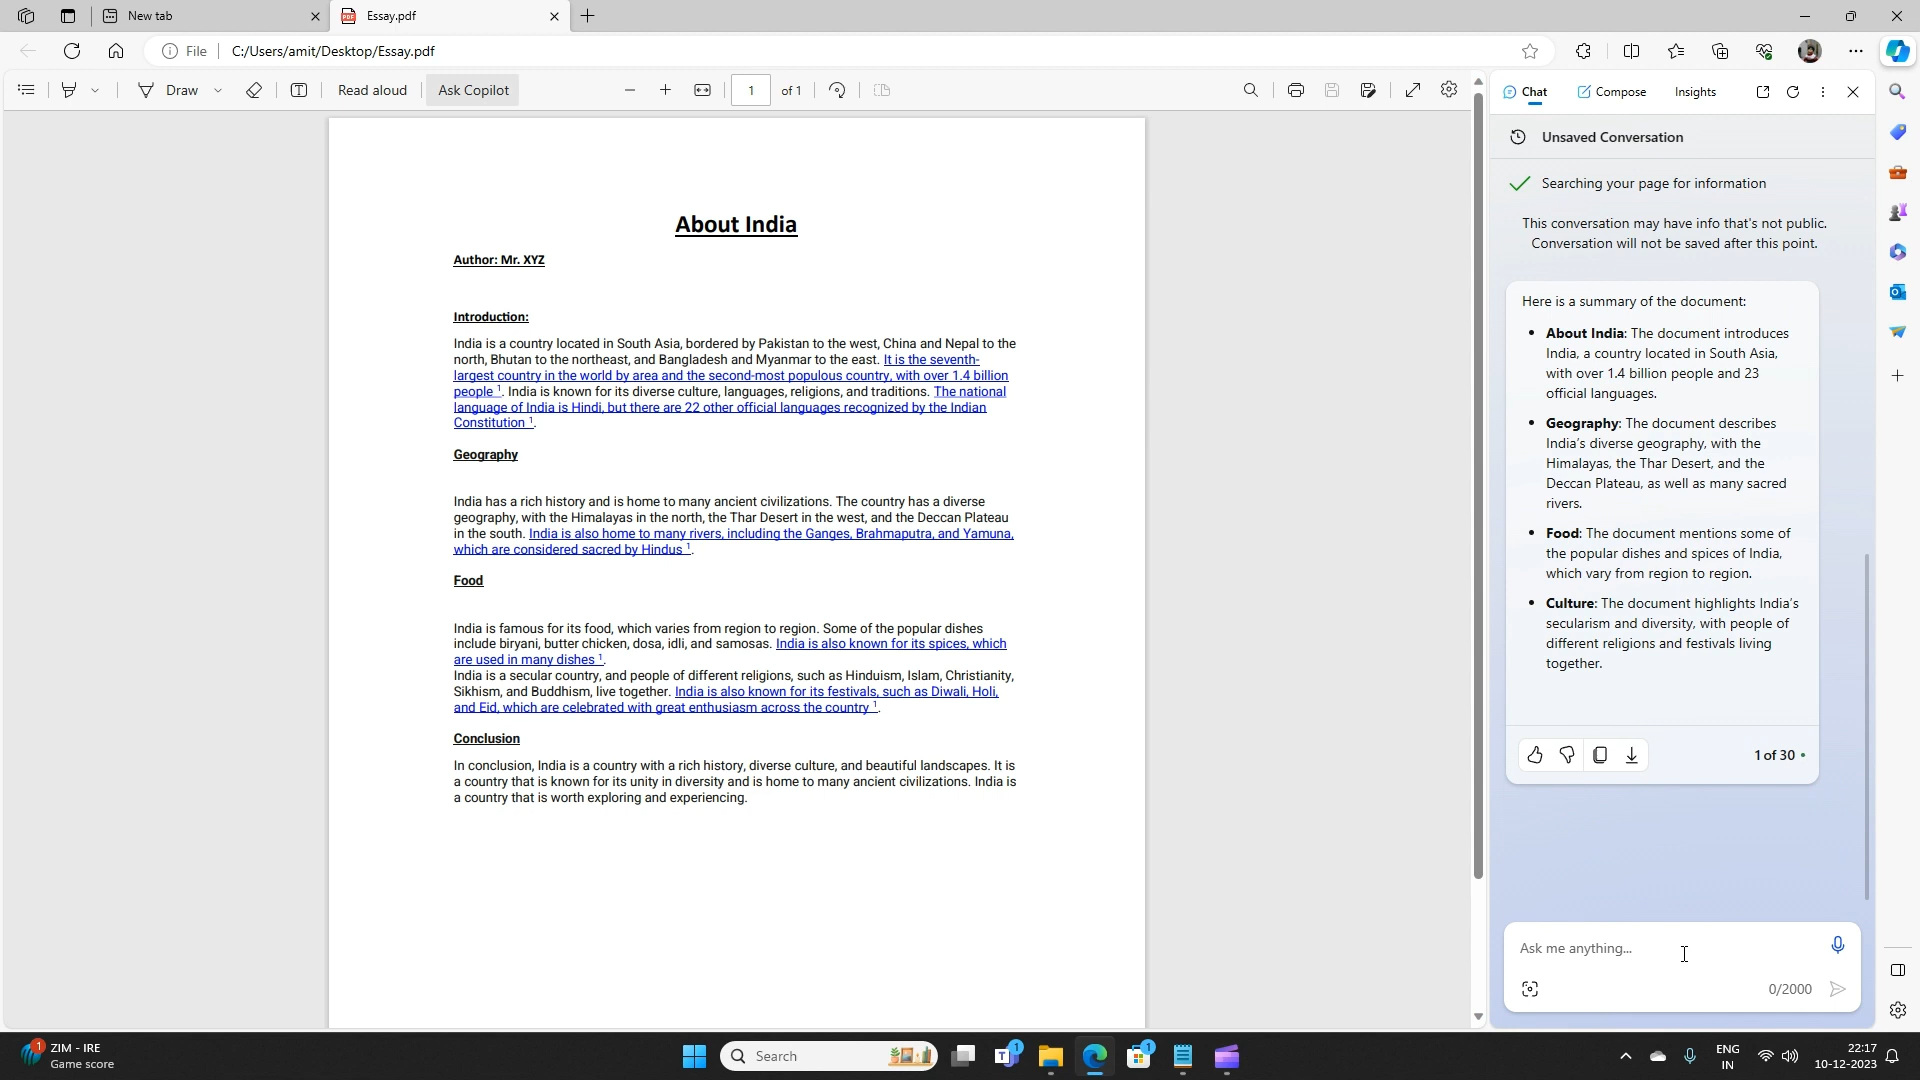 New tab
Essay.pdf
File
C:/Users/amit/Desktop/Essay.pdf
Draw
Read aloud
Ask Copilot
1
of 1
About India
Author: Mr. XYZ
Introduction:
India is a country located in South Asia, bordered by Pakistan to the west, China and Nepal to the
north, Bhutan to the northeast, and Bangladesh and Myanmar to the east. It is the seventh-
largest country in the world by area and the second-most populous country, with over 1.4 billion
people 1. India is known for its diverse culture, languages, religions, and traditions. The national
language of India is Hindi, but there are 22 other official languages recognized by the Indian
Constitution 1.
Geography
India has a rich history and is home to many ancient civilizations. The country has a diverse
geography, with the Himalayas in the north, the Thar Desert in the west, and the Deccan Plateau
in the south. India is also home to many rivers, including the Ganges, Brahmaputra, and Yamuna,
which are considered sacred by Hindus 1.
Food
India is famous for its food, which varies from region to region. Some of the popular dishes
include biryani, butter chicken, dosa, idli, and samosas. India is also known for its spices, which
are used in many dishes 1.
India is a secular country, and people of different religions, such as Hinduism, Islam, Christianity,
Sikhism, and Buddhism, live together. India is also known for its festivals, such as Diwali, Holi,
and Eid, which are celebrated with great enthusiasm across the country 1.
Conclusion
In conclusion, India is a country with a rich history, diverse culture, and beautiful landscapes. It is
a country that is known for its unity in diversity and is home to many ancient civilizations. India is
a country that is worth exploring and experiencing.
Chat
Compose
Insights
Unsaved Conversation
Searching your page for information
This conversation may have info that's not public.
Conversation will not be saved after this point.
Here is a summary of the document:
• About India: The document introduces
India, a country located in South Asia,
with over 1.4 billion people and 23
official languages.
• Geography: The document describes
India's diverse geography, with the
Himalayas, the Thar Desert, and the
Deccan Plateau, as well as many sacred
rivers.
• Food: The document mentions some of
the popular dishes and spices of India,
which vary from region to region.
• Culture: The document highlights India's
secularism and diversity, with people of
different religions and festivals living
together.
1 of 30
Ask me anything...
0/2000
1
ZIM - IRE
Game score
Search
1
1
ENG
IN
22:17
10-12-2023